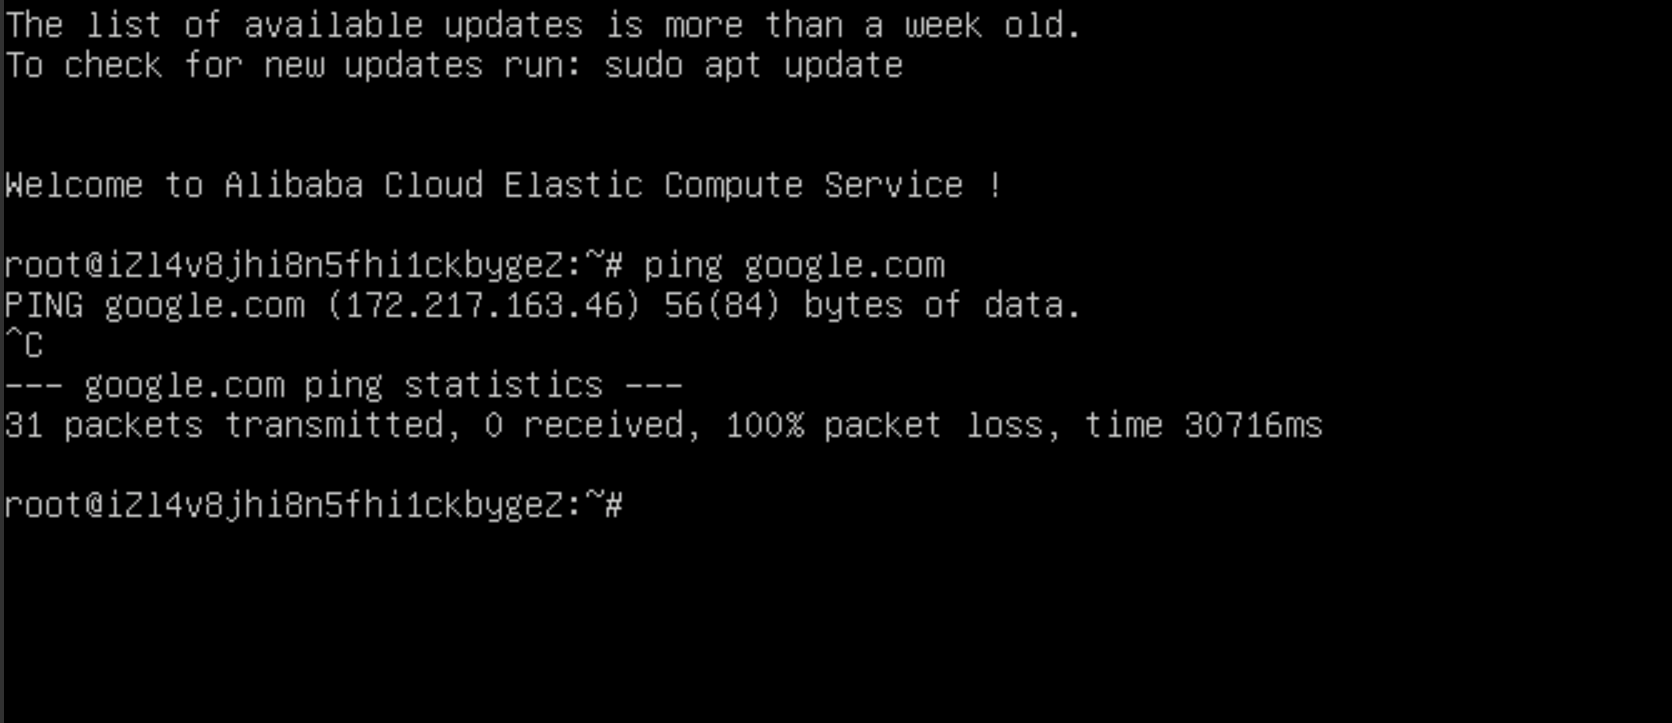 The list of available updates is more than a week old.
To check for new updates run: sudo apt update
Welcome to Alibaba Cloud Elastic Compute Service !
root@iZl4v8jhi8n5fhi1ckbygeZ:~# ping google.com
PING google.com (172.217.163.46) 56(84) bytes of data.
^C
--- google.com ping statistics ---
31 packets transmitted, 0 received, 100% packet loss, time 30716ms
root@iZl4v8jhi8n5fhi1ckbygeZ:~#